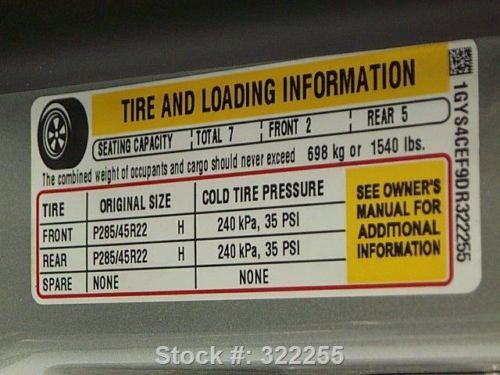 TIRE AND LOADING INFORMATION
SEATING CAPACITY TOTAL 7 FRONT 2 REAR 5
The combined weight of occupants and cargo should never exceed 698 kg or 1540 lbs.
TIRE ORIGINAL SIZE COLD TIRE PRESSURE
FRONT P285/45R22 H 240 kPa, 35 PSI
REAR P285/45R22 H 240 kPa, 35 PSI
SPARE NONE NONE
SEE OWNER'S
MANUAL FOR
ADDITIONAL
INFORMATION
1GYS4CEF9DR322255
Stock #: 322255